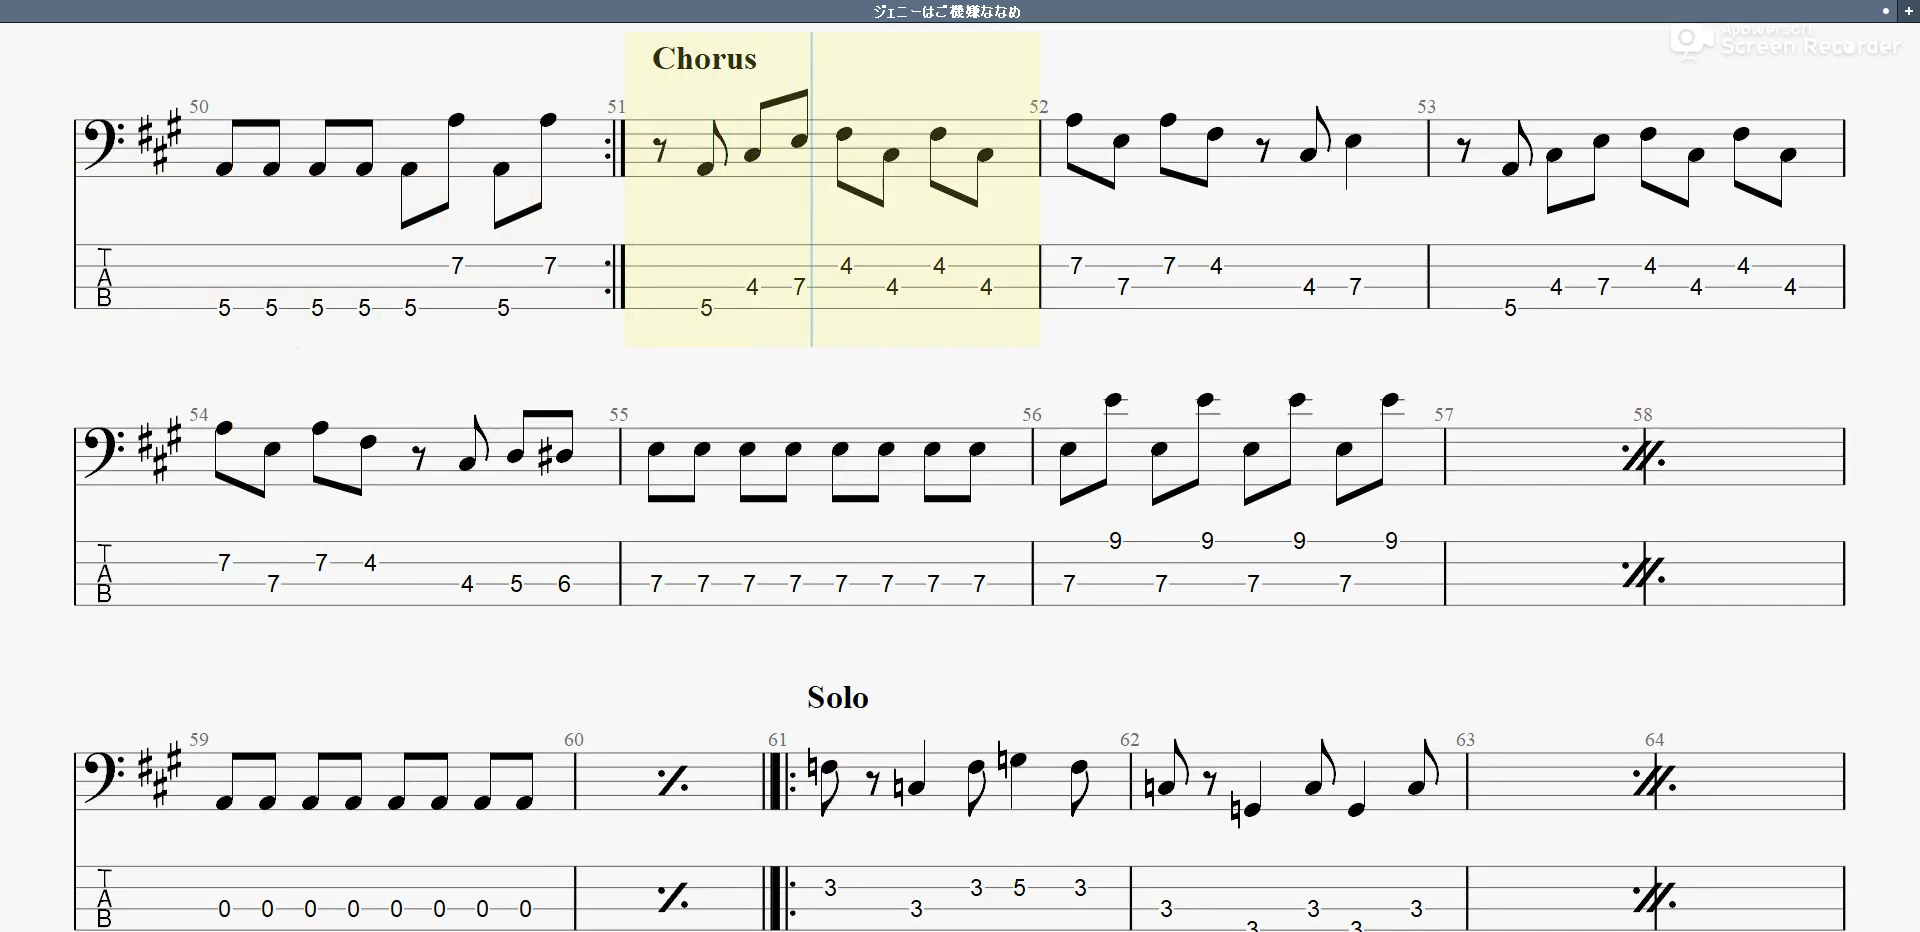 ジェニーはご機嫌ななめ
+
Apowersoft
Screen Recorder
Chorus
50 51 52 53
T 7 7 4 4 7 7 4 4 7
A 4 7 4 4 7 4 7 4 7 4 4
B 5 5 5 5 5 5 5 5
54 55 56 57 58
T 9 9 9 9
A 7 7 4
B 7 4 5 6 7 7 7 7 7 7 7 7 7 7 7 7
Solo
59 60 61 62 63 64
T
A 3 3 5 3
B 0 0 0 0 0 0 0 0 3 3 3 3
3 3